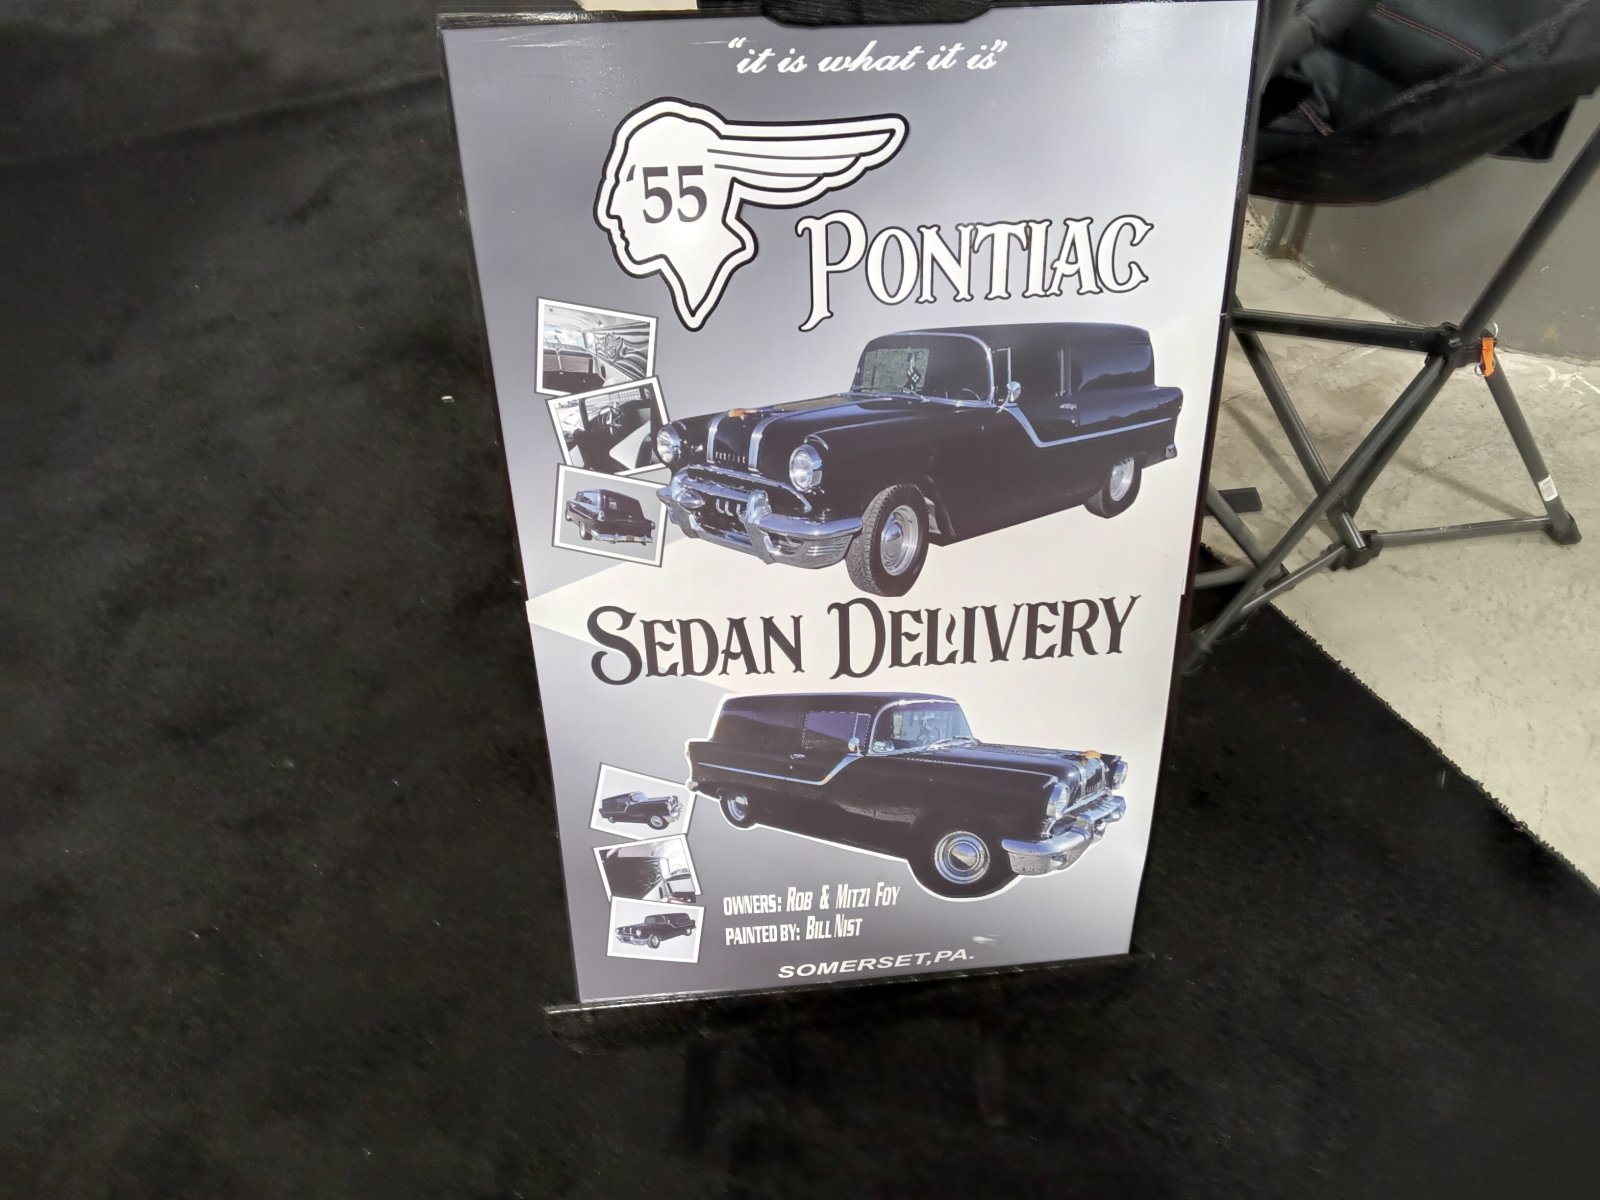 "it is what it is"
'55
PONTIAC
PONTIAC
SEDAN DELIVERY
OWNERS: ROB & MITZI FOY
PAINTED BY: BILL NIST
SOMERSET, PA.